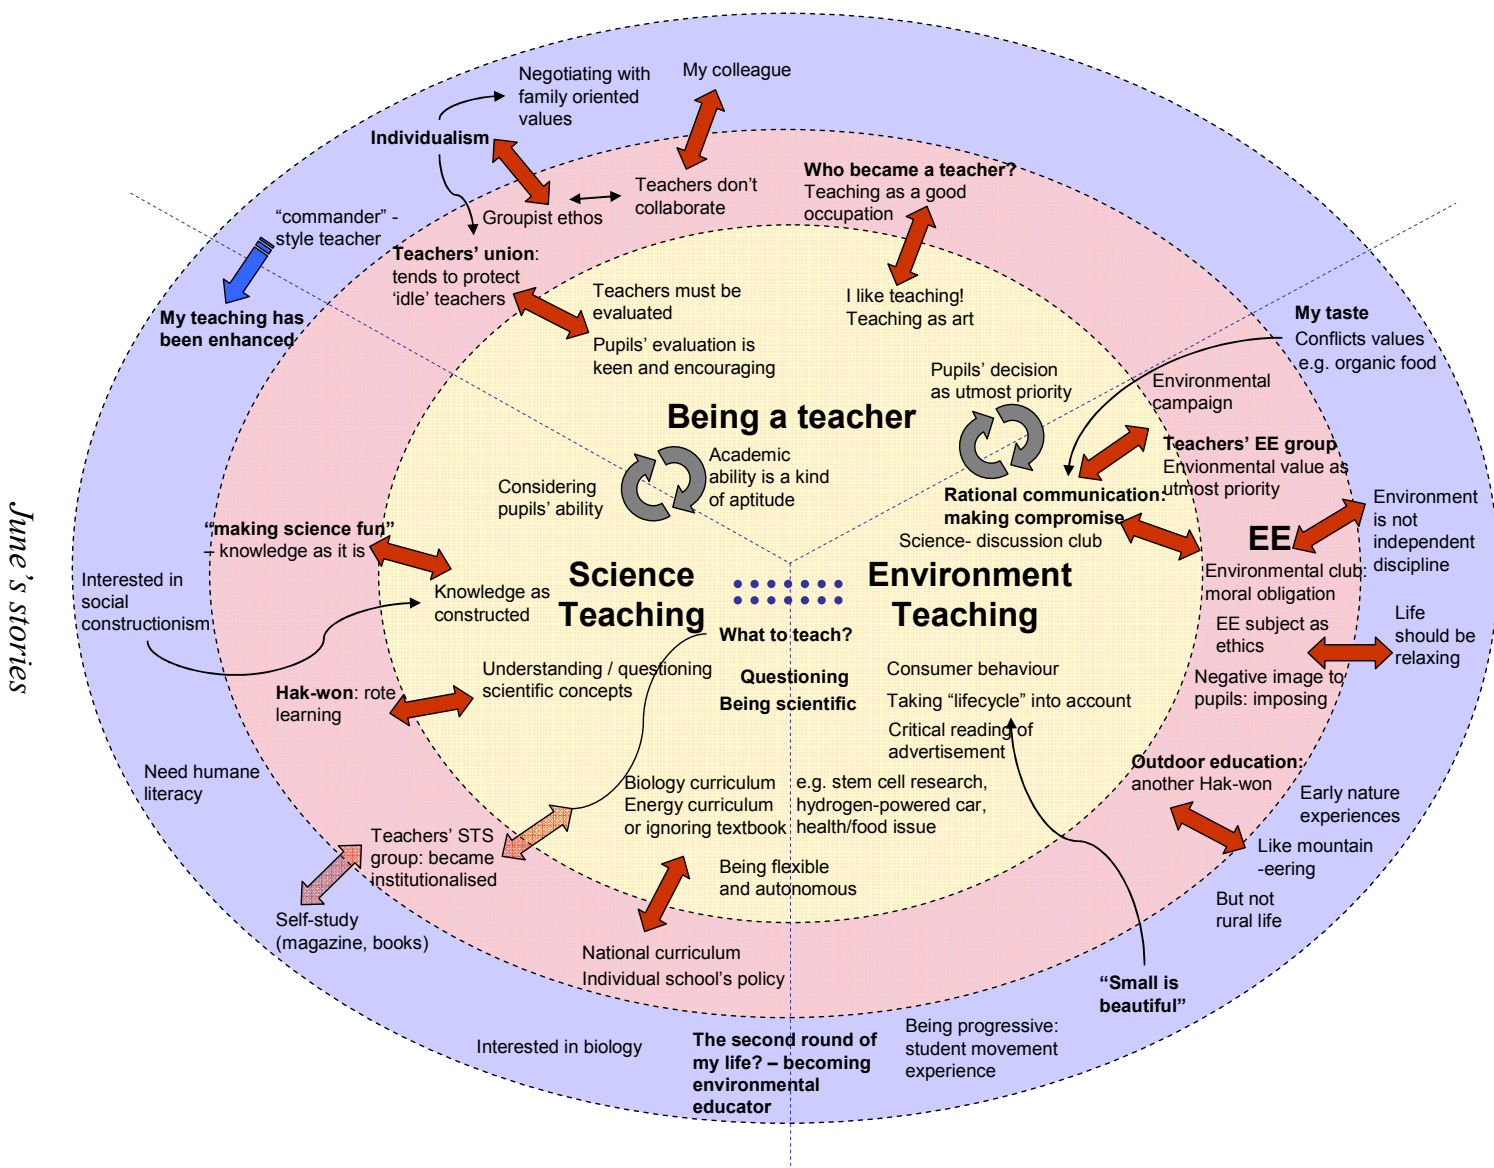 My colleague
Negotiating with
family oriented
values
Individualism
Who became a teacher?
Teaching as a good
occupation
Teachers don't
collaborate
Groupist ethos
“commander” -
style teacher
Teachers’ union:
tends to protect
‘idle’ teachers
My teaching has
been enhanced
Teachers must be
evaluated
Pupils’ evaluation is
keen and encouraging
I like teaching!
Teaching as art
My taste
Conflicts values
e.g. organic food
Pupils’ decision
as utmost priority
Environmental
campaign
Being a teacher
Academic
ability is a kind
of aptitude
Considering
pupils’ ability
Teachers’ EE group
Envionmental value as
utmost priority
Rational communication:
making compromise
Science- discussion club
Environment
is not
independent
discipline
EE
Environmental club:
moral obligation
“making science fun”
– knowledge as it is
Interested in
social
constructionism
Knowledge as
constructed
Science
Teaching
Environment
Teaching
What to teach?
EE subject as
ethics
Life
should be
relaxing
Negative image to
pupils: imposing
Understanding / questioning
scientific concepts
Questioning
Being scientific
Consumer behaviour
Taking “lifecycle” into account
Critical reading of
advertisement
Hak-won: rote
learning
June’s stories
Need humane
literacy
Biology curriculum
Energy curriculum
or ignoring textbook
e.g. stem cell research,
hydrogen-powered car,
health/food issue
Outdoor education:
another Hak-won
Early nature
experiences
Like mountain
-eering
But not
rural life
Teachers’ STS
group: became
institutionalised
Being flexible
and autonomous
Self-study
(magazine, books)
National curriculum
Individual school’s policy
“Small is
beautiful”
Interested in biology
The second round of
my life? – becoming
environmental
educator
Being progressive:
student movement
experience